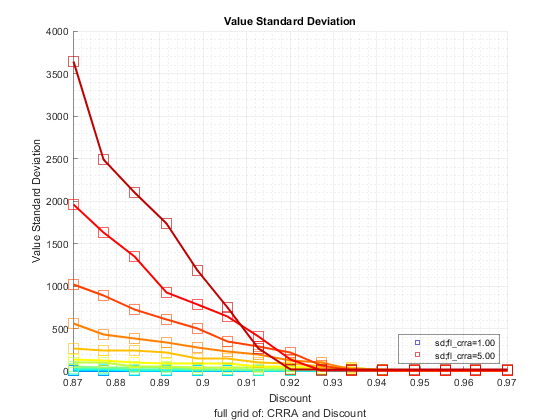 Value Standard Deviation
4000
3500
3000
2500
2000
1500
1000
500
0
Value Standard Deviation
sd;fl_crra=1.00
sd;fl_crra=5.00
0.87 0.88 0.89 0.9 0.91 0.92 0.93 0.94 0.95 0.96 0.97
Discount
full grid of: CRRA and Discount